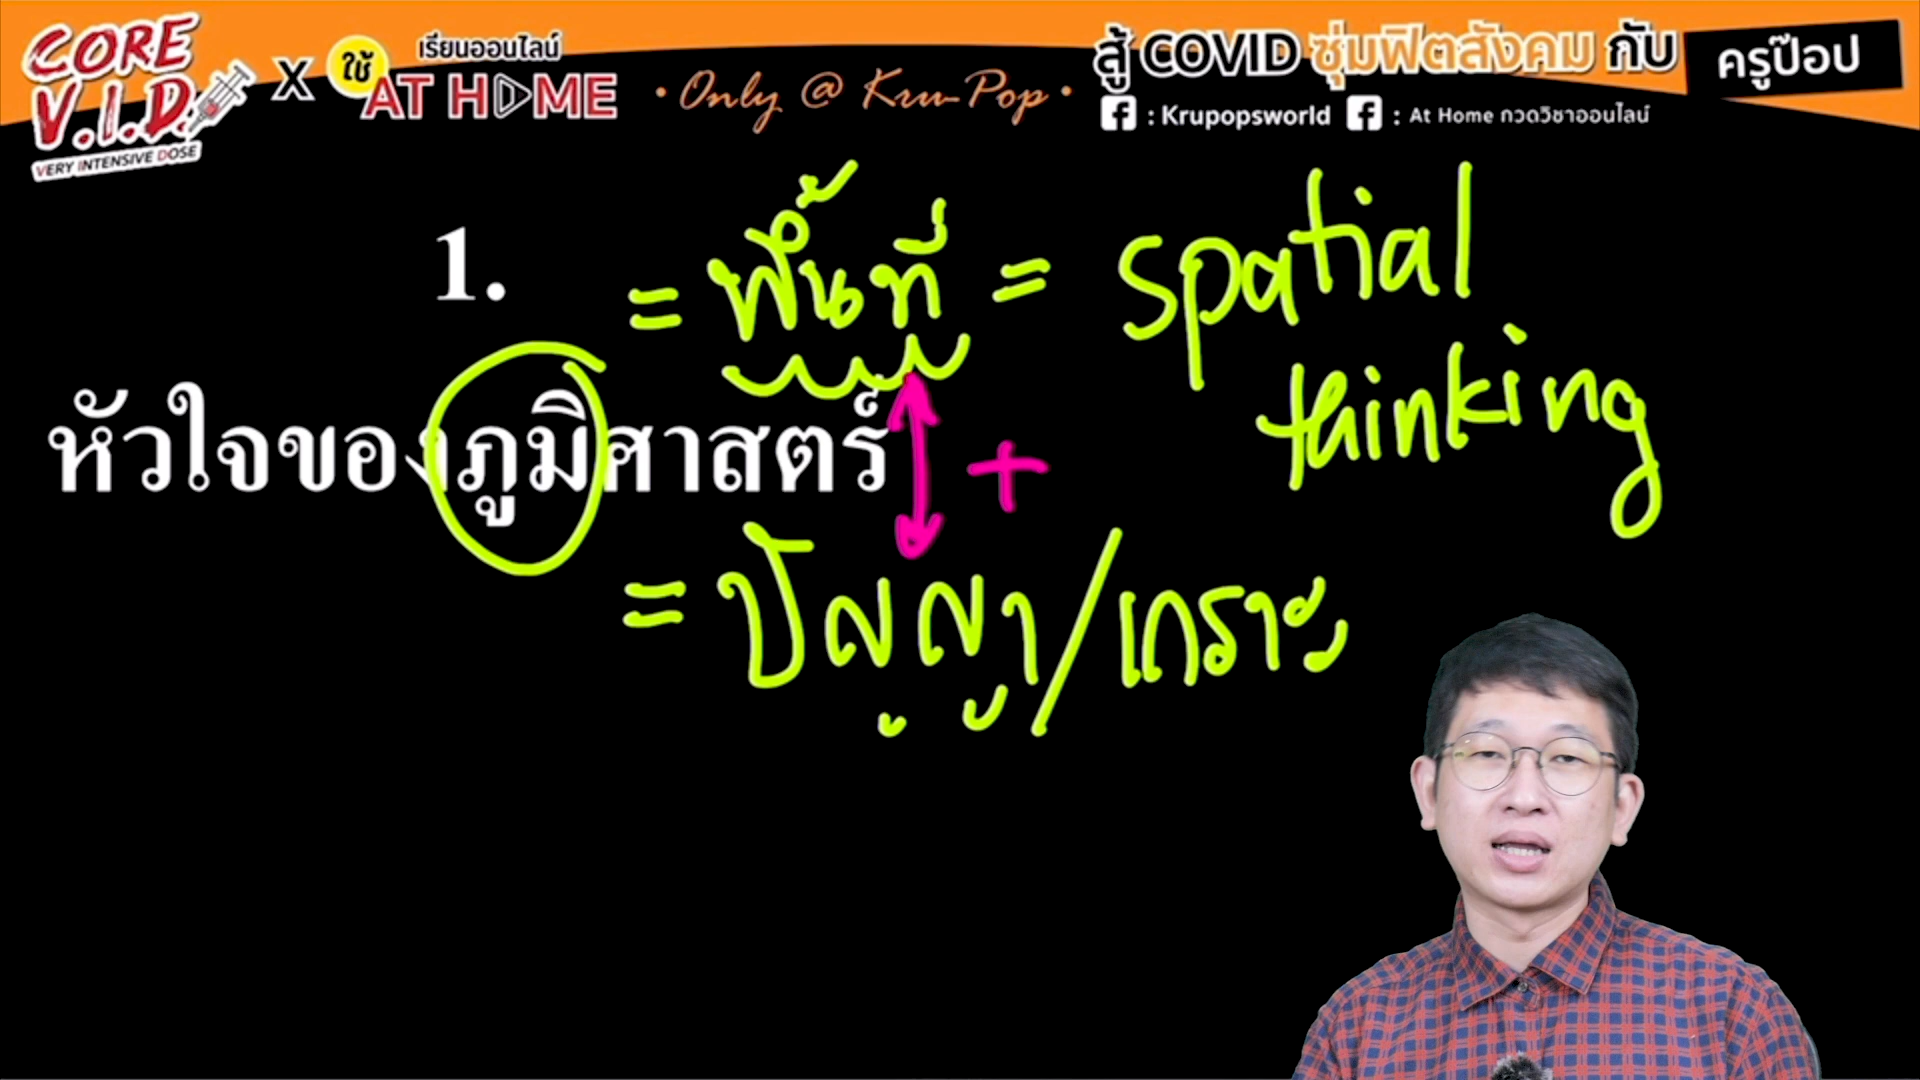 CORE
V.I.D.
VERY INTENSIVE DOSE
X
ใช้
เรียนออนไลน์
AT HOME
• Only @ Kru-Pop •
สู้ COVID ซุ่มฟิตสังคม กับ ครูป๊อป
: Krupopsworld : At Home กวดวิชาออนไลน์
1.
= พื้นที่ = spatial
thinking
หัวใจของภูมิศาสตร์
+
= ปัญญา/เกราะ